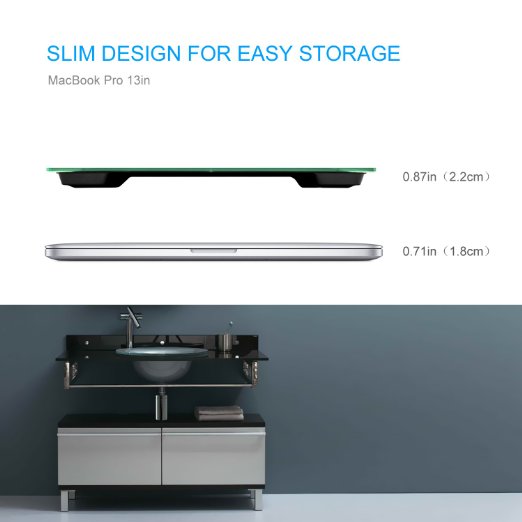 SLIM DESIGN FOR EASY STORAGE
MacBook Pro 13in
0.87in（2.2cm）
0.71in（1.8cm）